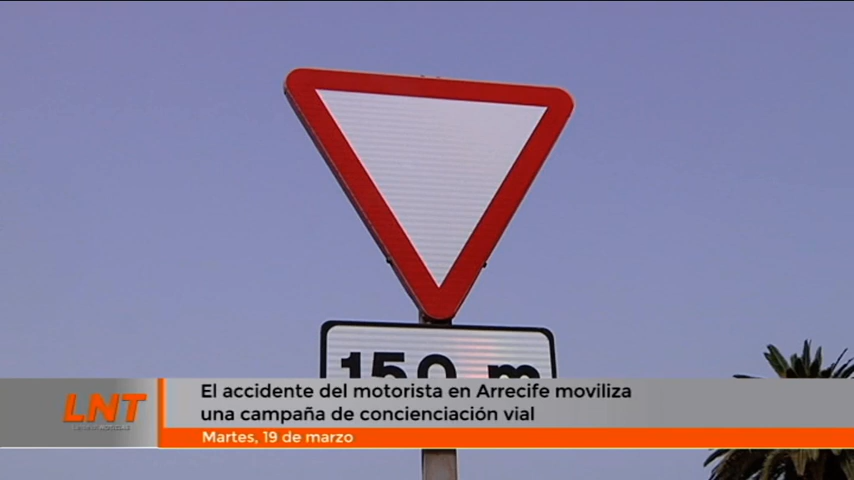 150 m
LNT
El accidente del motorista en Arrecife moviliza
una campaña de concienciación vial
Martes, 19 de marzo